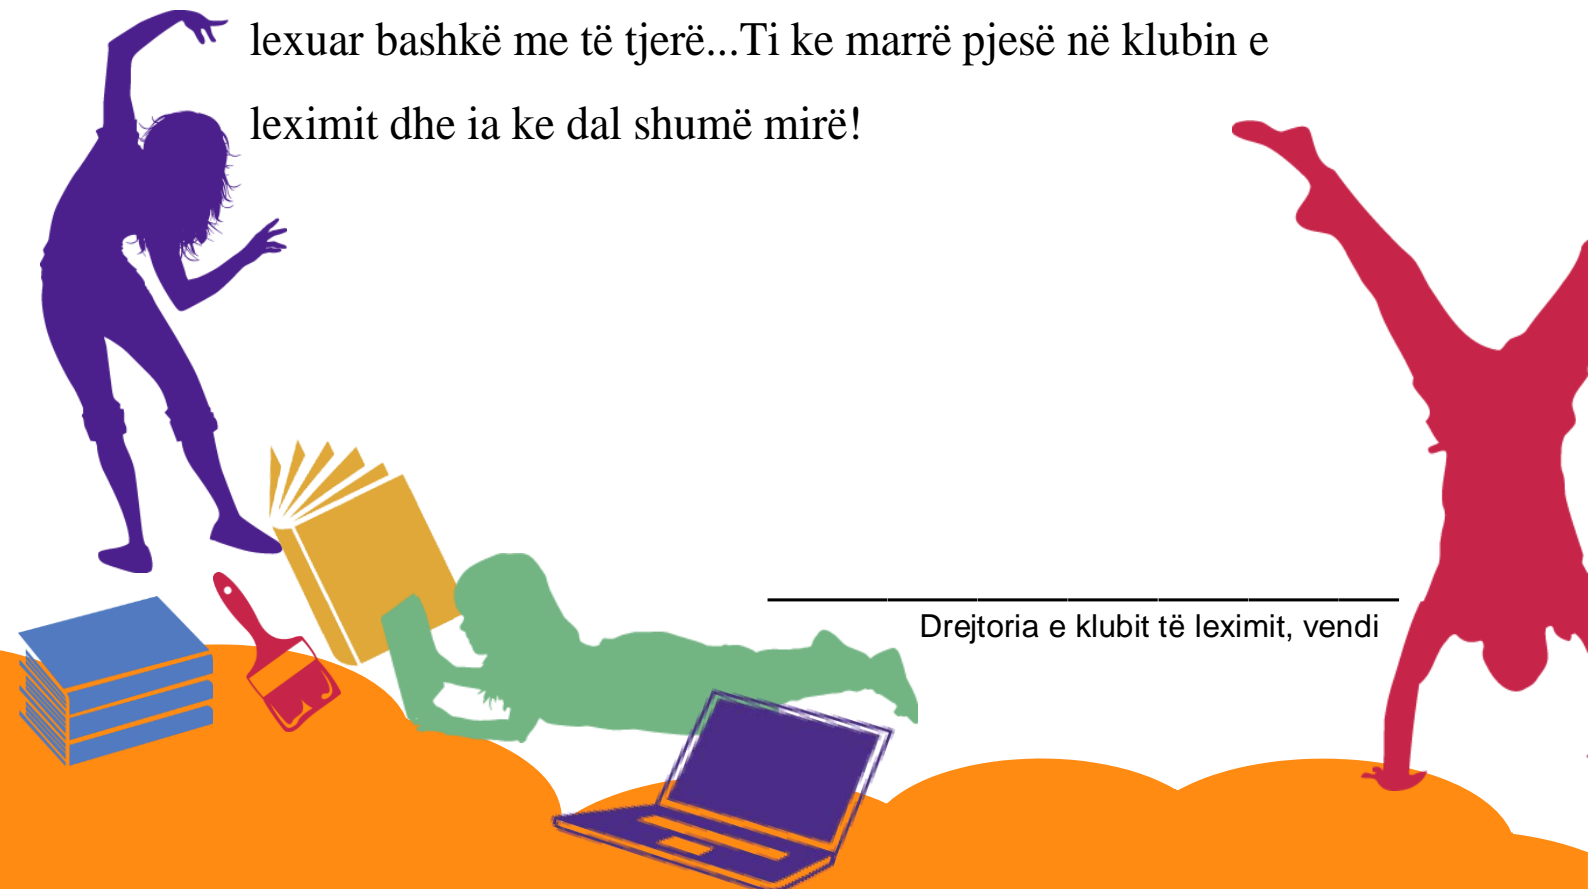 lexuar bashkë me të tjerë...Ti ke marrë pjesë në klubin e
leximit dhe ia ke dal shumë mirë!
Drejtoria e klubit të leximit, vendi